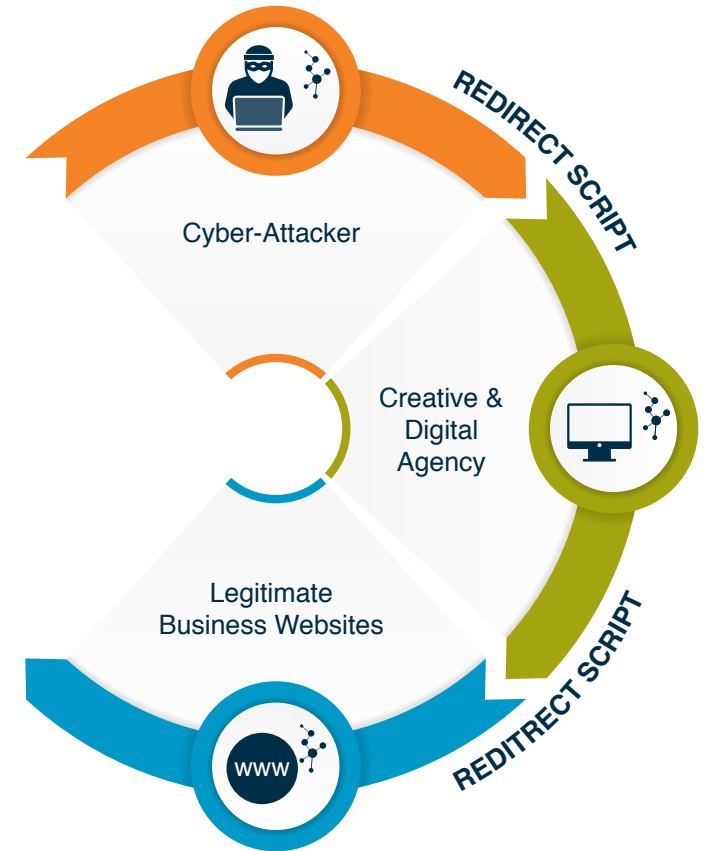 REDIRECT SCRIPT
Cyber-Attacker
Creative &
Digital
Agency
Legitimate
Business Websites
REDITRECT SCRIPT
www